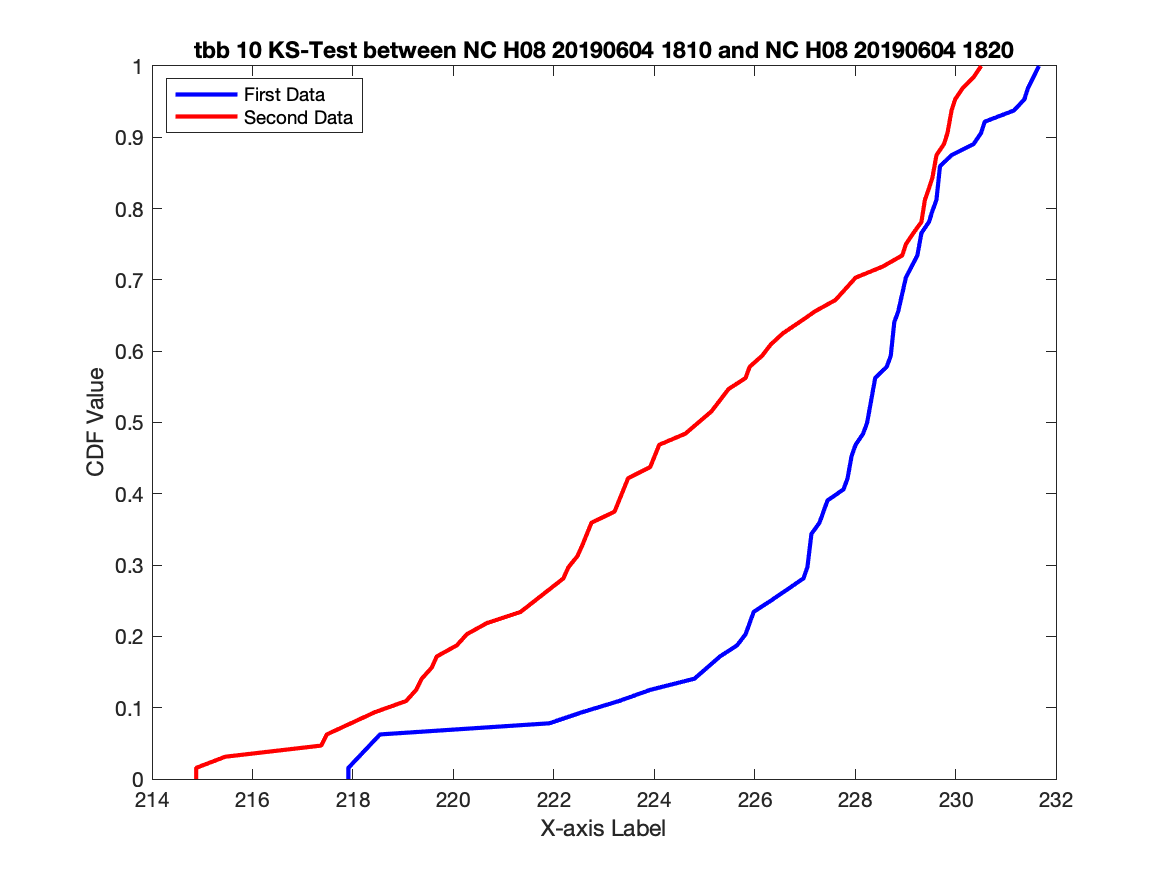 tbb 10 KS-Test between NC H08 20190604 1810 and NC H08 20190604 1820
First Data
Second Data
1
0.9
0.8
0.7
0.6
0.5
0.4
0.3
0.2
0.1
0
CDF Value
214 216 218 220 222 224 226 228 230 232
X-axis Label